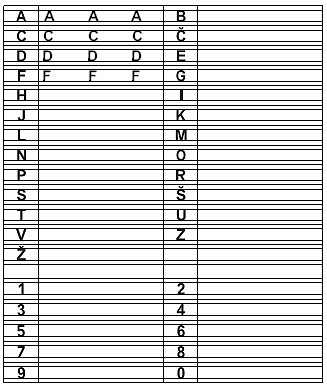 A A A A B
C C C C Č
D D D D E
F F F F G
H I
J K
L M
N O
P R
S Š
T U
V Z
Ž
1 2
3 4
5 6
7 8
9 0